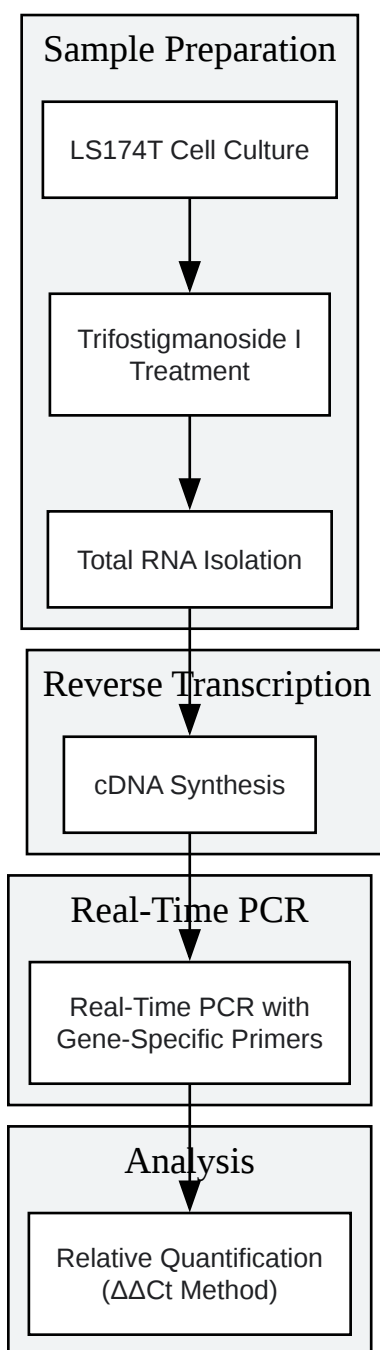 Sample Preparation
LS174T Cell Culture
Trifostigmanoside I
Treatment
Total RNA Isolation
Reverse Transcription
cDNA Synthesis
Real-Time PCR
Real-Time PCR with
Gene-Specific Primers
Analysis
Relative Quantification
(ΔΔCt Method)